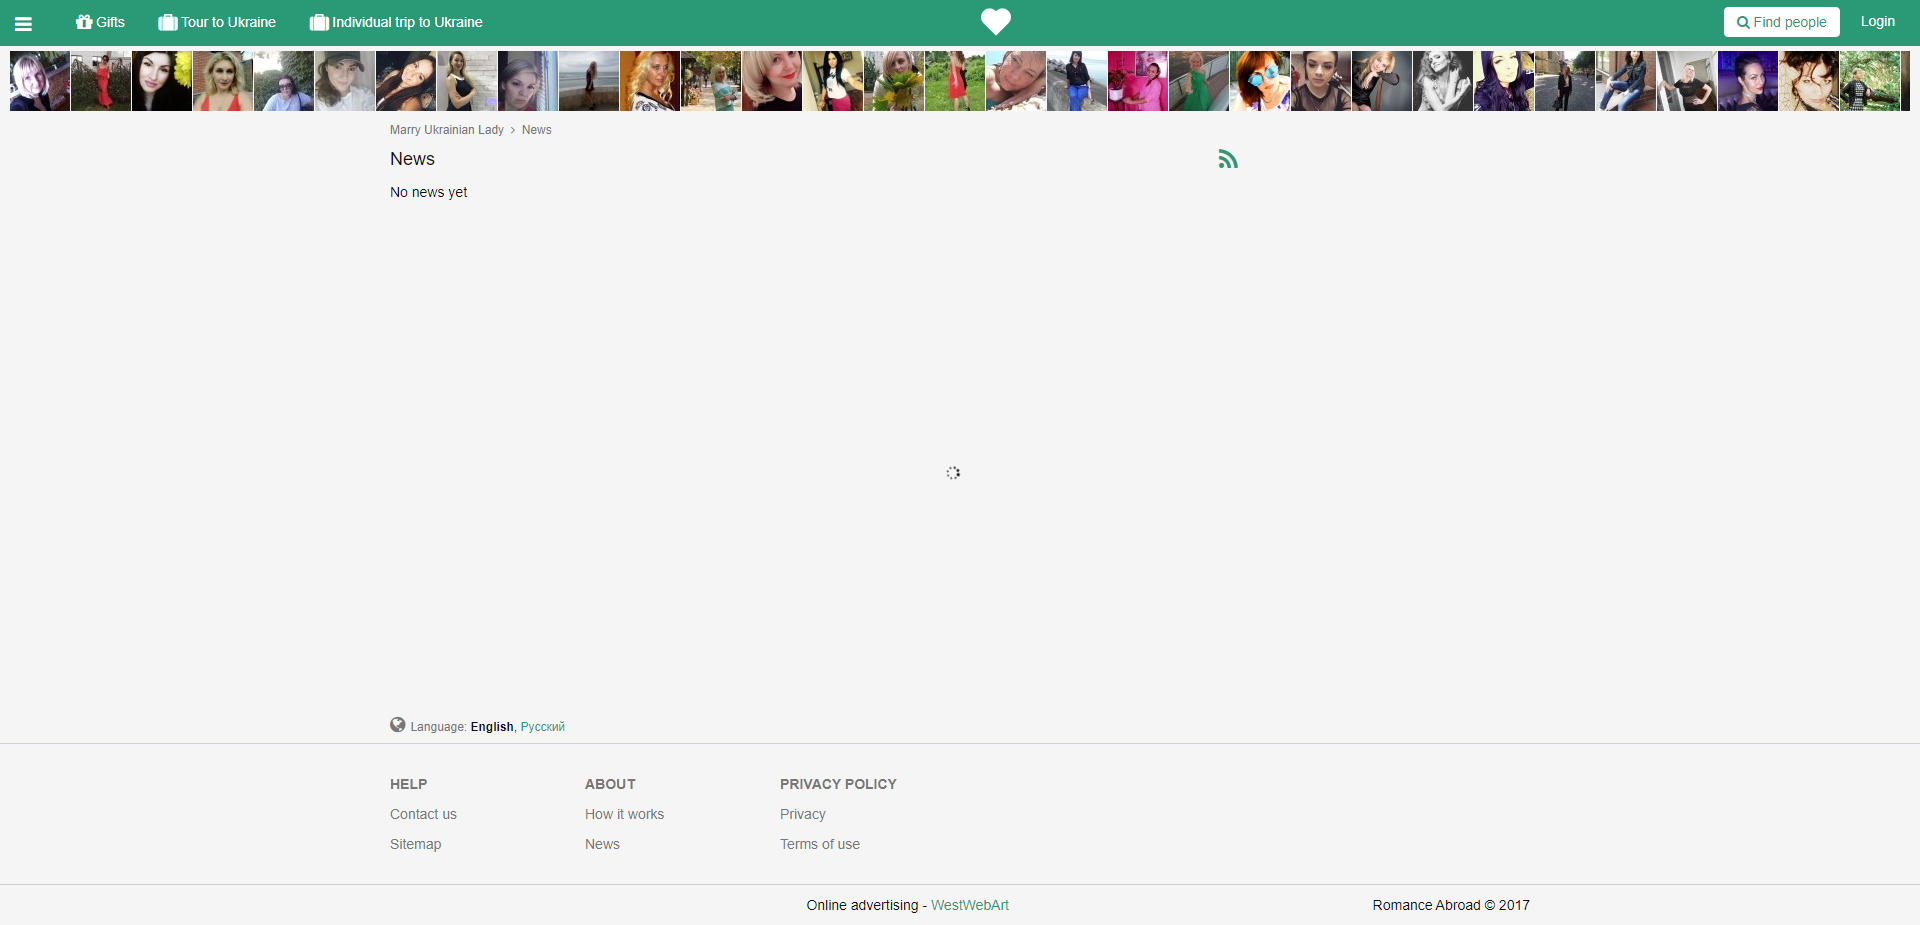 Gifts
Tour to Ukraine
Individual trip to Ukraine
Find people
Login
Marry Ukrainian Lady > News
News
No news yet
Language: English, Русский
HELP
Contact us
Sitemap
ABOUT
How it works
News
PRIVACY POLICY
Privacy
Terms of use
Online advertising - WestWebArt
Romance Abroad © 2017